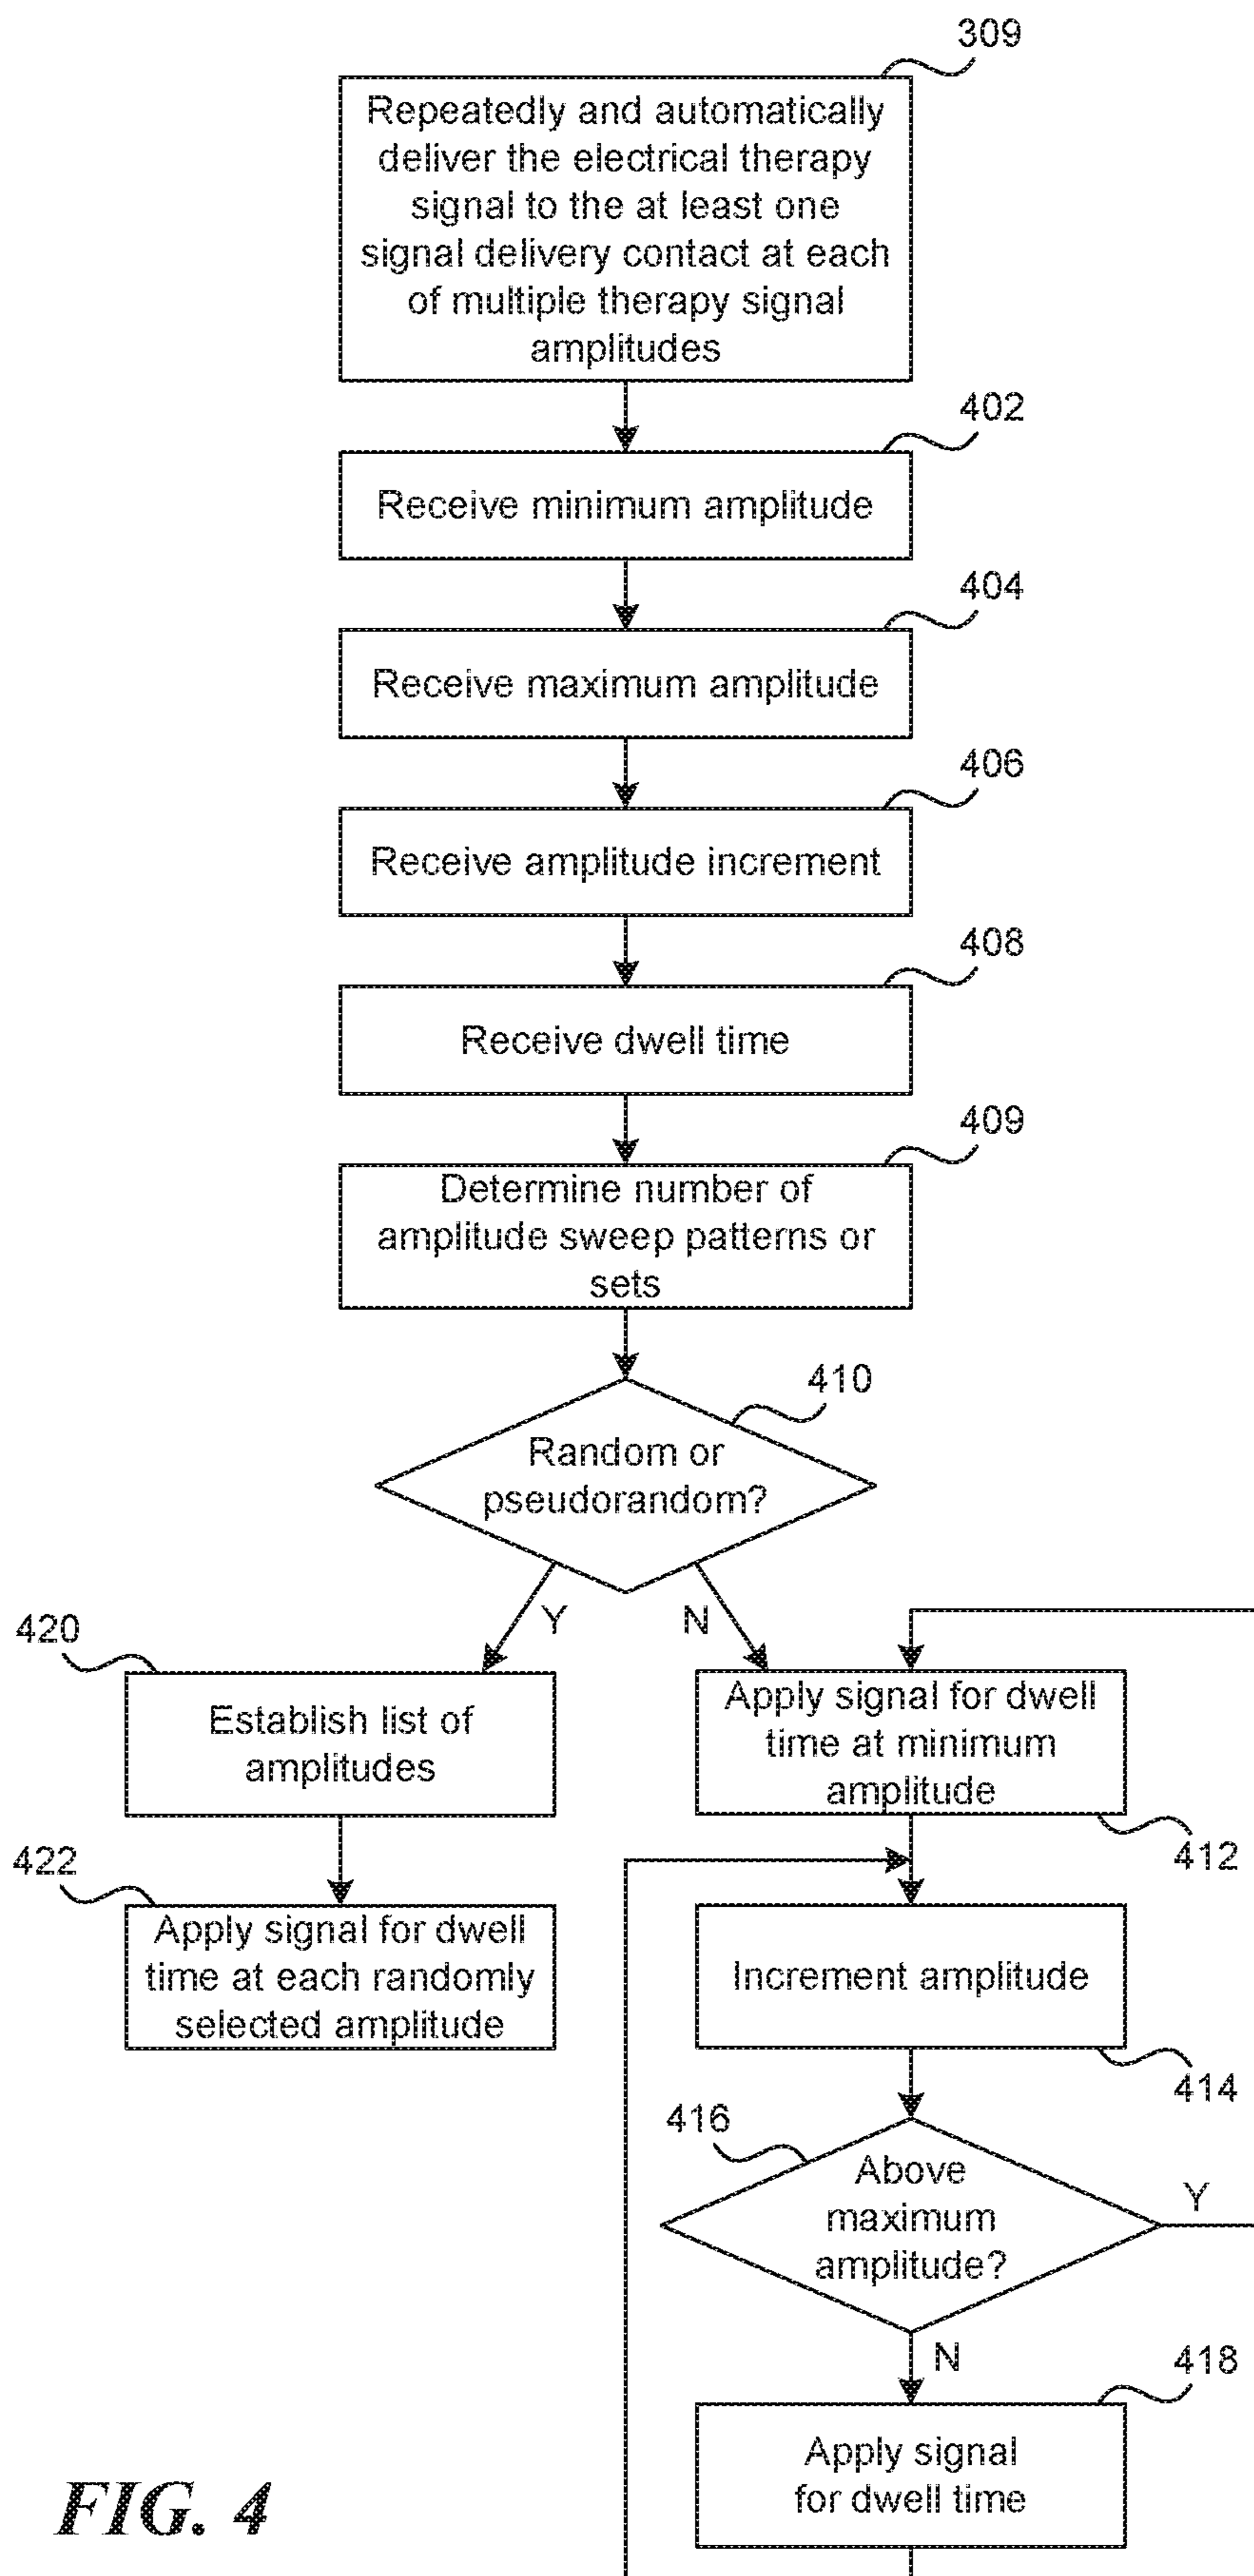 309
Repeatedly and automatically
deliver the electrical therapy
signal to the at least one
signal delivery contact at each
of multiple therapy signal
amplitudes
402
Receive minimum amplitude
404
Receive maximum amplitude
406
Receive amplitude increment
408
Receive dwell time
409
Determine number of
amplitude sweep patterns or
sets
410
Random or
pseudorandom?
Y
N
420
Establish list of
amplitudes
422
Apply signal for dwell
time at each randomly
selected amplitude
Apply signal for dwell
time at minimum
amplitude
412
Increment amplitude
414
416
Above
maximum
amplitude?
Y
N
418
Apply signal
for dwell time
FIG. 4